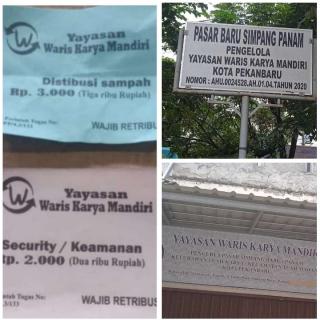 Yayasan
Waris Karya Mandiri
Distibusi sampah
Rp. 3.000 (Tiga ribu Rupiah)
WAJIB RETRIBUS
Yayasan
Waris Karya Mandiri
Security / Keamanan
Rp. 2.000 (Dua ribu Rupiah)
WAJIB RETRIBUS
PASAR BARU SIMPANG PANAM
PENGELOLA
YAYASAN WARIS KARYA MANDIRI
KOTA PEKANBARU
NOMOR : AHU.0024528.AH.01.04.TAHUN 2020
YAYASAN WARIS KARYA MANDIRI